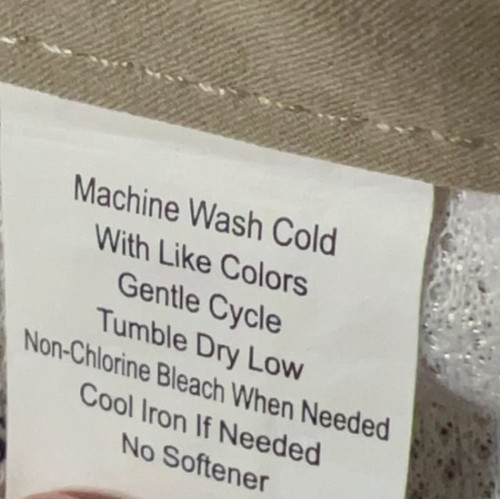 Machine Wash Cold
With Like Colors
Gentle Cycle
Tumble Dry Low
Non-Chlorine Bleach When Needed
Cool Iron If Needed
No Softener